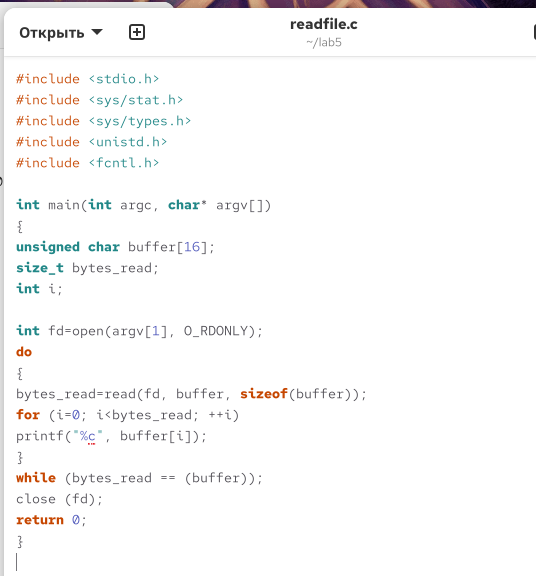 Открыть
readfile.c
~/lab5
#include <stdio.h>
#include <sys/stat.h>
#include <sys/types.h>
#include <unistd.h>
#include <fcntl.h>
int main(int argc, char* argv[])
{
unsigned char buffer[16];
size_t bytes_read;
int i;
int fd=open(argv[1], O_RDONLY);
do
{
bytes_read=read(fd, buffer, sizeof(buffer));
for (i=0; i<bytes_read; ++i)
printf("%c", buffer[i]);
}
while (bytes_read == (buffer));
close (fd);
return 0;
}